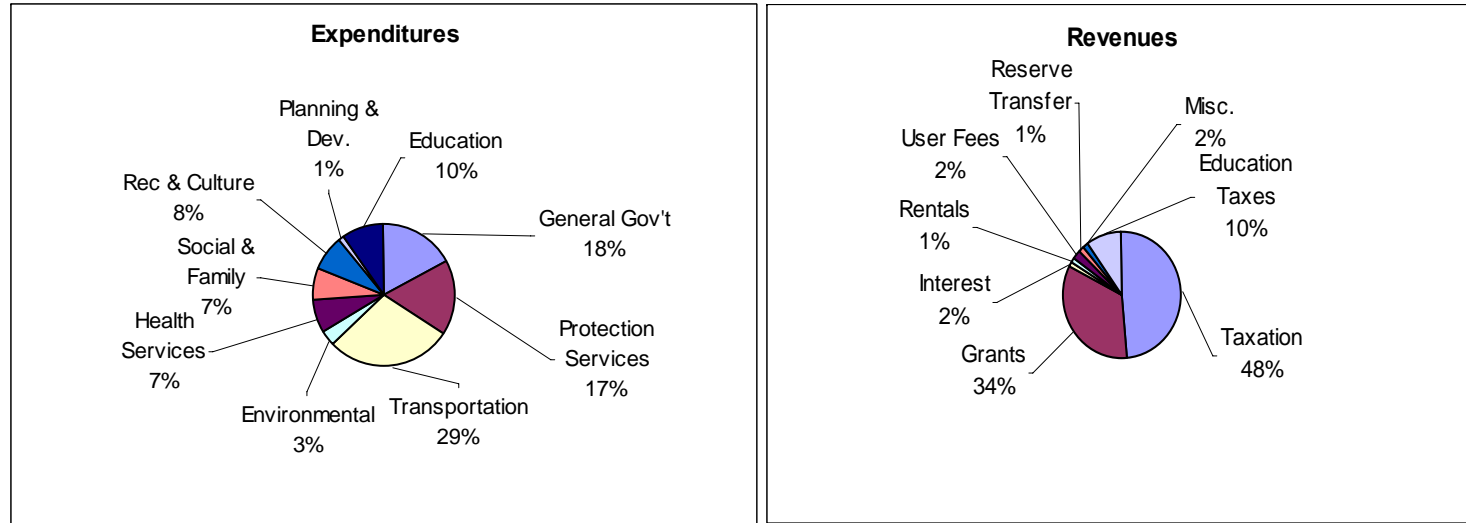 Expenditures
Planning &
Dev.
1%
Education
10%
Rec & Culture
8%
General Gov't
18%
Social &
Family
7%
Health
Services
7%
Protection
Services
17%
Environmental
3%
Transportation
29%
Revenues
Reserve
Transfer
1%
Misc.
2%
User Fees
2%
Education
Taxes
10%
Rentals
1%
Interest
2%
Taxation
48%
Grants
34%